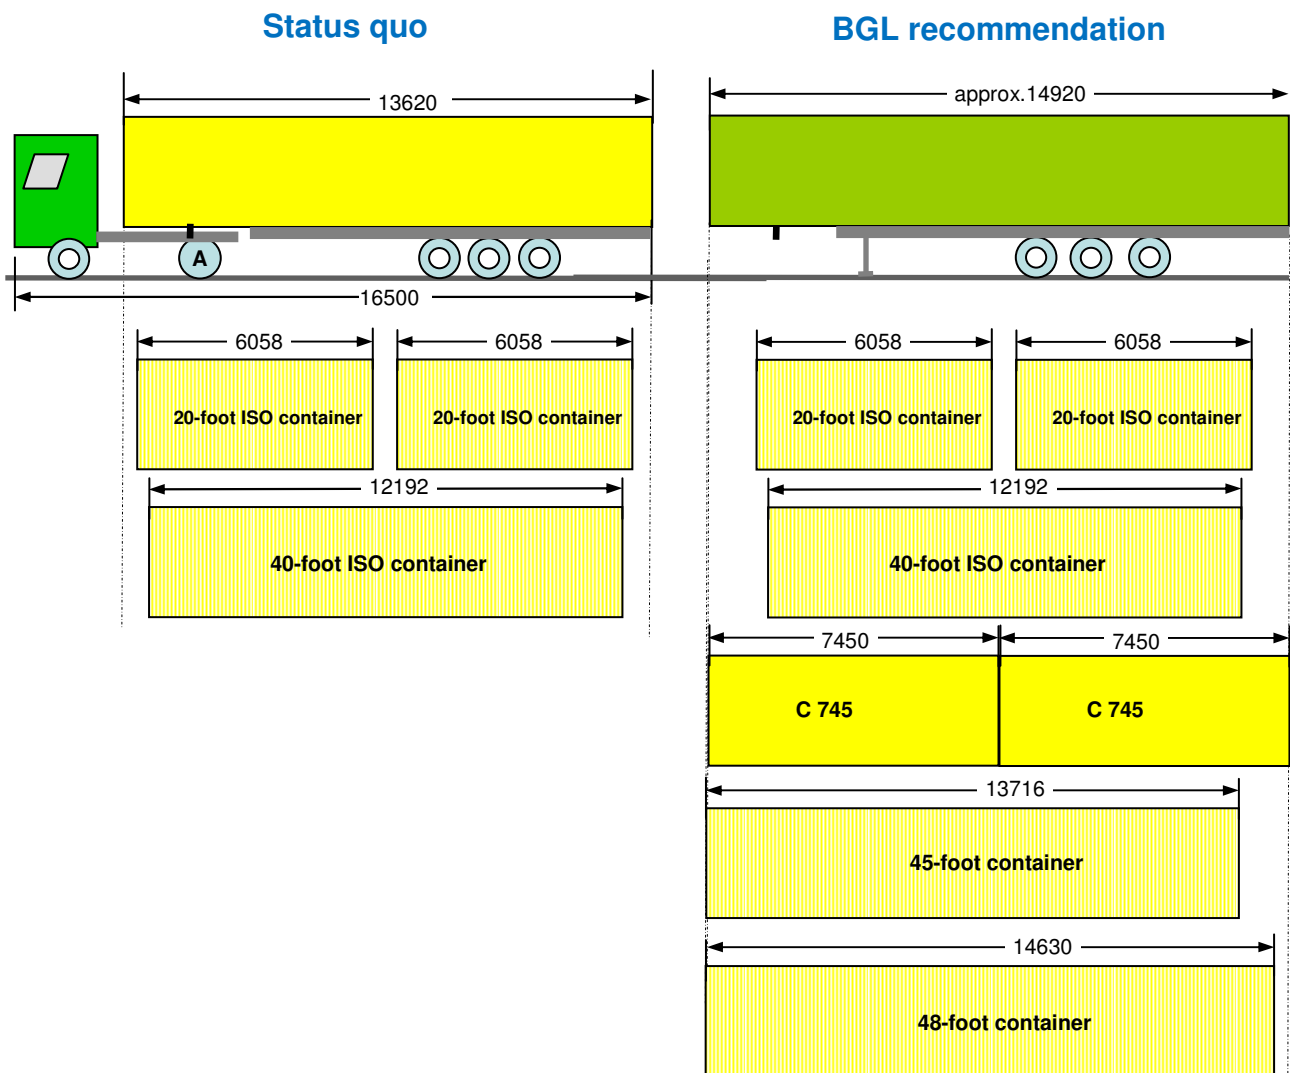 Status quo
BGL recommendation
13620
approx.14920
A
16500
6058
6058
6058
6058
20-foot ISO container
20-foot ISO container
20-foot ISO container
20-foot ISO container
12192
12192
40-foot ISO container
40-foot ISO container
7450
7450
C 745
C 745
13716
45-foot container
14630
48-foot container